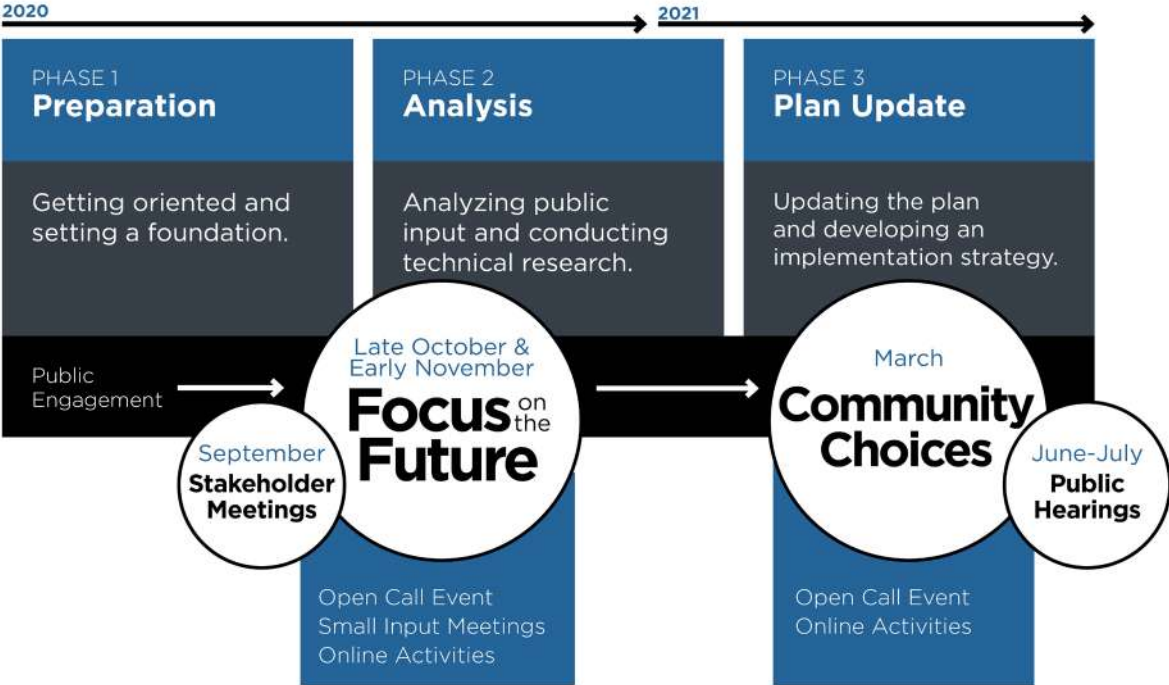 2020
2021
PHASE 1
Preparation
Getting oriented and
setting a foundation.
PHASE 2
Analysis
Analyzing public
input and conducting
technical research.
PHASE 3
Plan Update
Updating the plan
and developing an
implementation strategy.
Public
Engagement
September
Stakeholder
Meetings
Late October &
Early November
Focus on the
Future
Open Call Event
Small Input Meetings
Online Activities
March
Community
Choices
Open Call Event
Online Activities
June-July
Public
Hearings